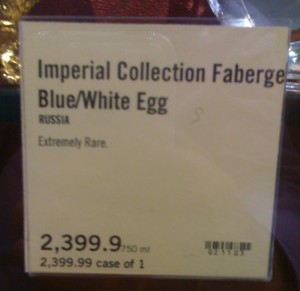 Imperial Collection Faberge
Blue/White Egg
RUSSIA
Extremely Rare.
2,399.9 750 ml
2,399.99 case of 1